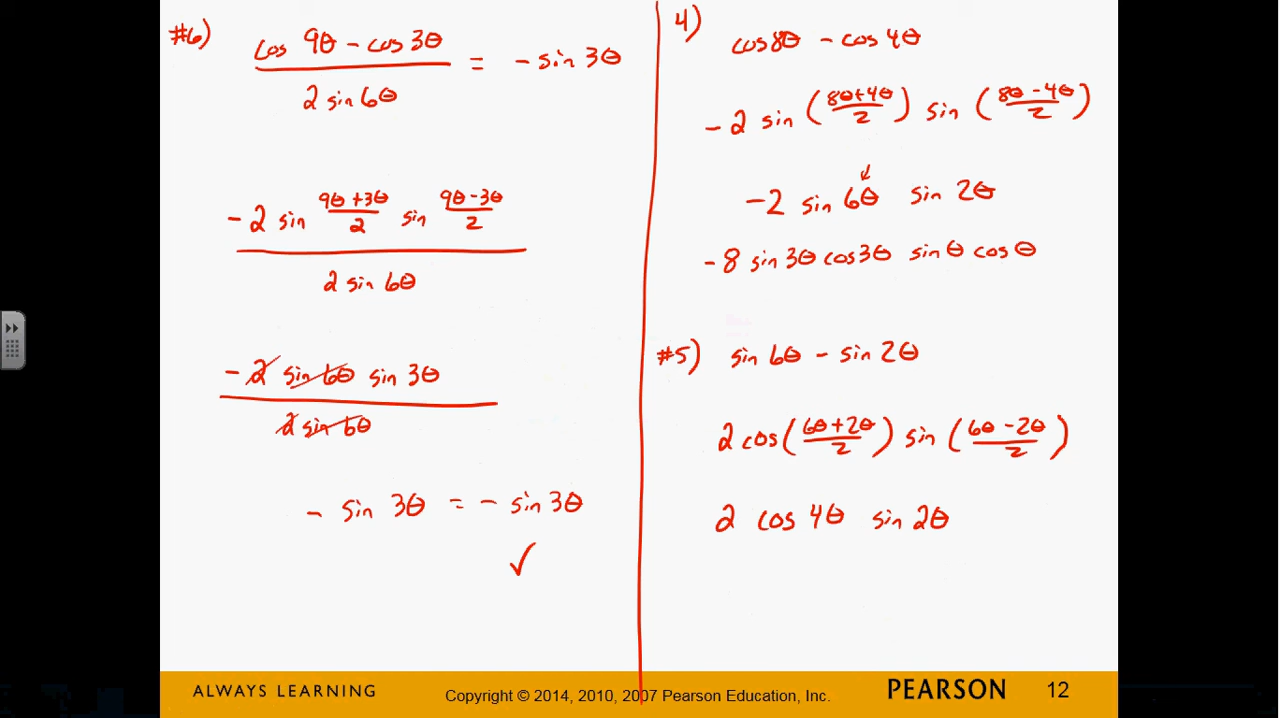 #6) cos 9θ − cos 3θ / 2 sin 6θ = − sin 3θ
−2 sin (9θ + 3θ)/2 sin (9θ − 3θ)/2 / 2 sin 6θ
−2 sin 6θ sin 3θ / 2 sin 6θ
− sin 3θ = − sin 3θ
✓
4) cos 8θ − cos 4θ
−2 sin ((8θ + 4θ)/2) sin ((8θ − 4θ)/2)
−2 sin 6θ sin 2θ
−8 sin 3θ cos 3θ sin θ cos θ
#5) sin 6θ − sin 2θ
2 cos ((6θ + 2θ)/2) sin ((6θ − 2θ)/2)
2 cos 4θ sin 2θ
ALWAYS LEARNING Copyright © 2014, 2010, 2007 Pearson Education, Inc. PEARSON 12